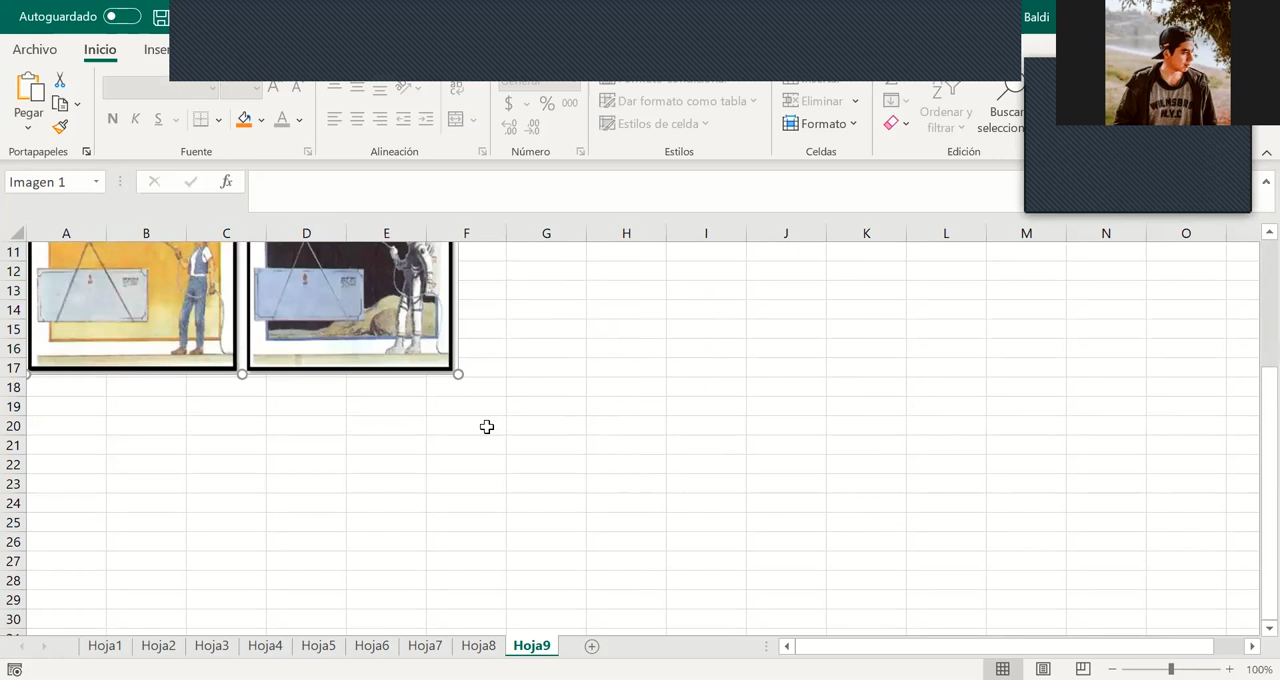 Autoguardado
Baldi
Archivo Inicio Inser
Pegar
N K S A
$ % 000
Dar formato como tabla
Estilos de celda
Eliminar
Formato
Ordenar y
filtrar
Buscar
seleccion
Portapapeles Fuente Alineación Número Estilos Celdas Edición
WILMSBUR
N.Y.C
Imagen 1 fx
A B C D E F G H I J K L M N O
11
12
13
14
15
16
17
18
19
20
21
22
23
24
25
26
27
28
29
30
Hoja1 Hoja2 Hoja3 Hoja4 Hoja5 Hoja6 Hoja7 Hoja8 Hoja9
100%